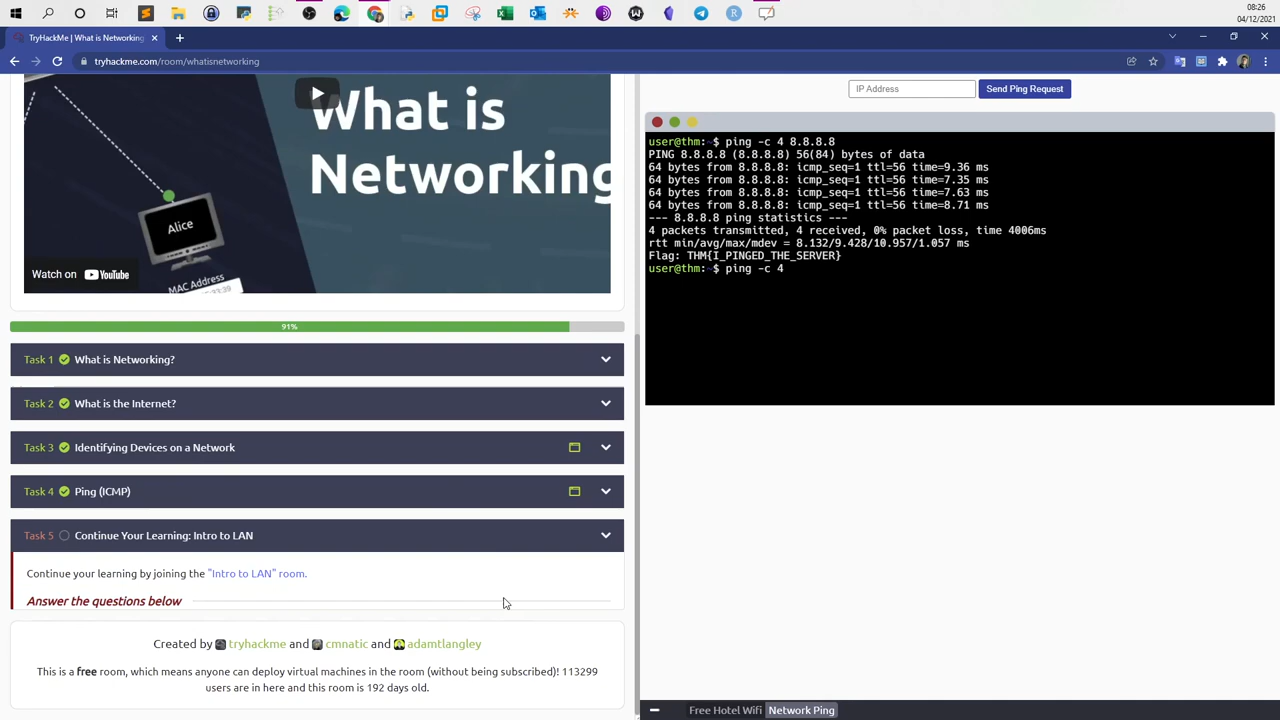 08:26
04/12/2021
TryHackMe | What is Networking
tryhackme.com/room/whatisnetworking
What is
Networking
Alice
MAC Address
Watch on YouTube
91%
Task 1 What is Networking?
Task 2 What is the Internet?
Task 3 Identifying Devices on a Network
Task 4 Ping (ICMP)
Task 5 Continue Your Learning: Intro to LAN
Continue your learning by joining the "Intro to LAN" room.
Answer the questions below
Created by tryhackme and cmnatic and adamtlangley
This is a free room, which means anyone can deploy virtual machines in the room (without being subscribed)! 113299
users are in here and this room is 192 days old.
IP Address Send Ping Request
user@thm:~$ ping -c 4 8.8.8.8
PING 8.8.8.8 (8.8.8.8) 56(84) bytes of data
64 bytes from 8.8.8.8: icmp_seq=1 ttl=56 time=9.36 ms
64 bytes from 8.8.8.8: icmp_seq=1 ttl=56 time=7.35 ms
64 bytes from 8.8.8.8: icmp_seq=1 ttl=56 time=7.63 ms
64 bytes from 8.8.8.8: icmp_seq=1 ttl=56 time=8.71 ms
--- 8.8.8.8 ping statistics ---
4 packets transmitted, 4 received, 0% packet loss, time 4006ms
rtt min/avg/max/mdev = 8.132/9.428/10.957/1.057 ms
Flag: THM{I_PINGED_THE_SERVER}
user@thm:~$ ping -c 4
Free Hotel Wifi Network Ping